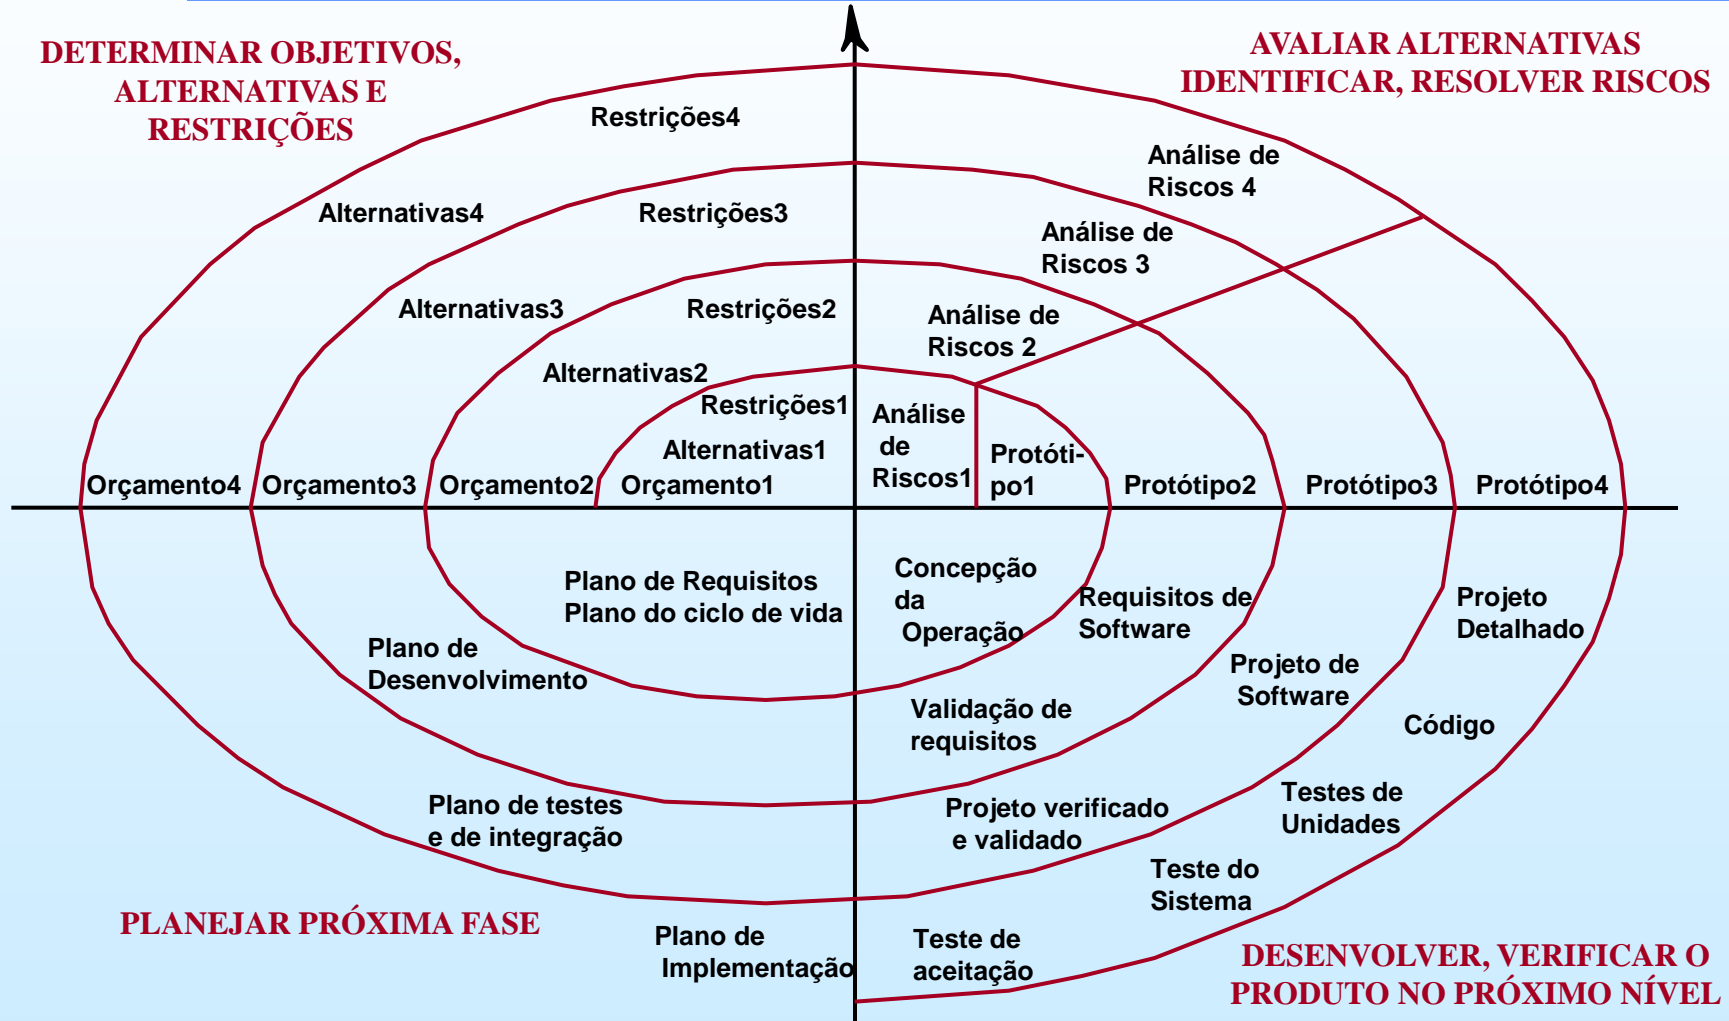 DETERMINAR OBJETIVOS,
ALTERNATIVAS E
RESTRIÇÕES
AVALIAR ALTERNATIVAS
IDENTIFICAR, RESOLVER RISCOS
Restrições4
Análise de
Riscos 4
Alternativas4
Restrições3
Análise de
Riscos 3
Alternativas3
Restrições2
Análise de
Riscos 2
Alternativas2
Restrições1
Alternativas1
Análise
de
Riscos1
Protóti-
po1
Orçamento4
Orçamento3
Orçamento2
Orçamento1
Protótipo2
Protótipo3
Protótipo4
Plano de Requisitos
Plano do ciclo de vida
Concepção
da
Operação
Requisitos de
Software
Projeto
Detalhado
Plano de
Desenvolvimento
Projeto de
Software
Validação de
requisitos
Código
Plano de testes
e de integração
Projeto verificado
e validado
Testes de
Unidades
Teste do
Sistema
PLANEJAR PRÓXIMA FASE
Plano de
Implementação
Teste de
aceitação
DESENVOLVER, VERIFICAR O
PRODUTO NO PRÓXIMO NÍVEL